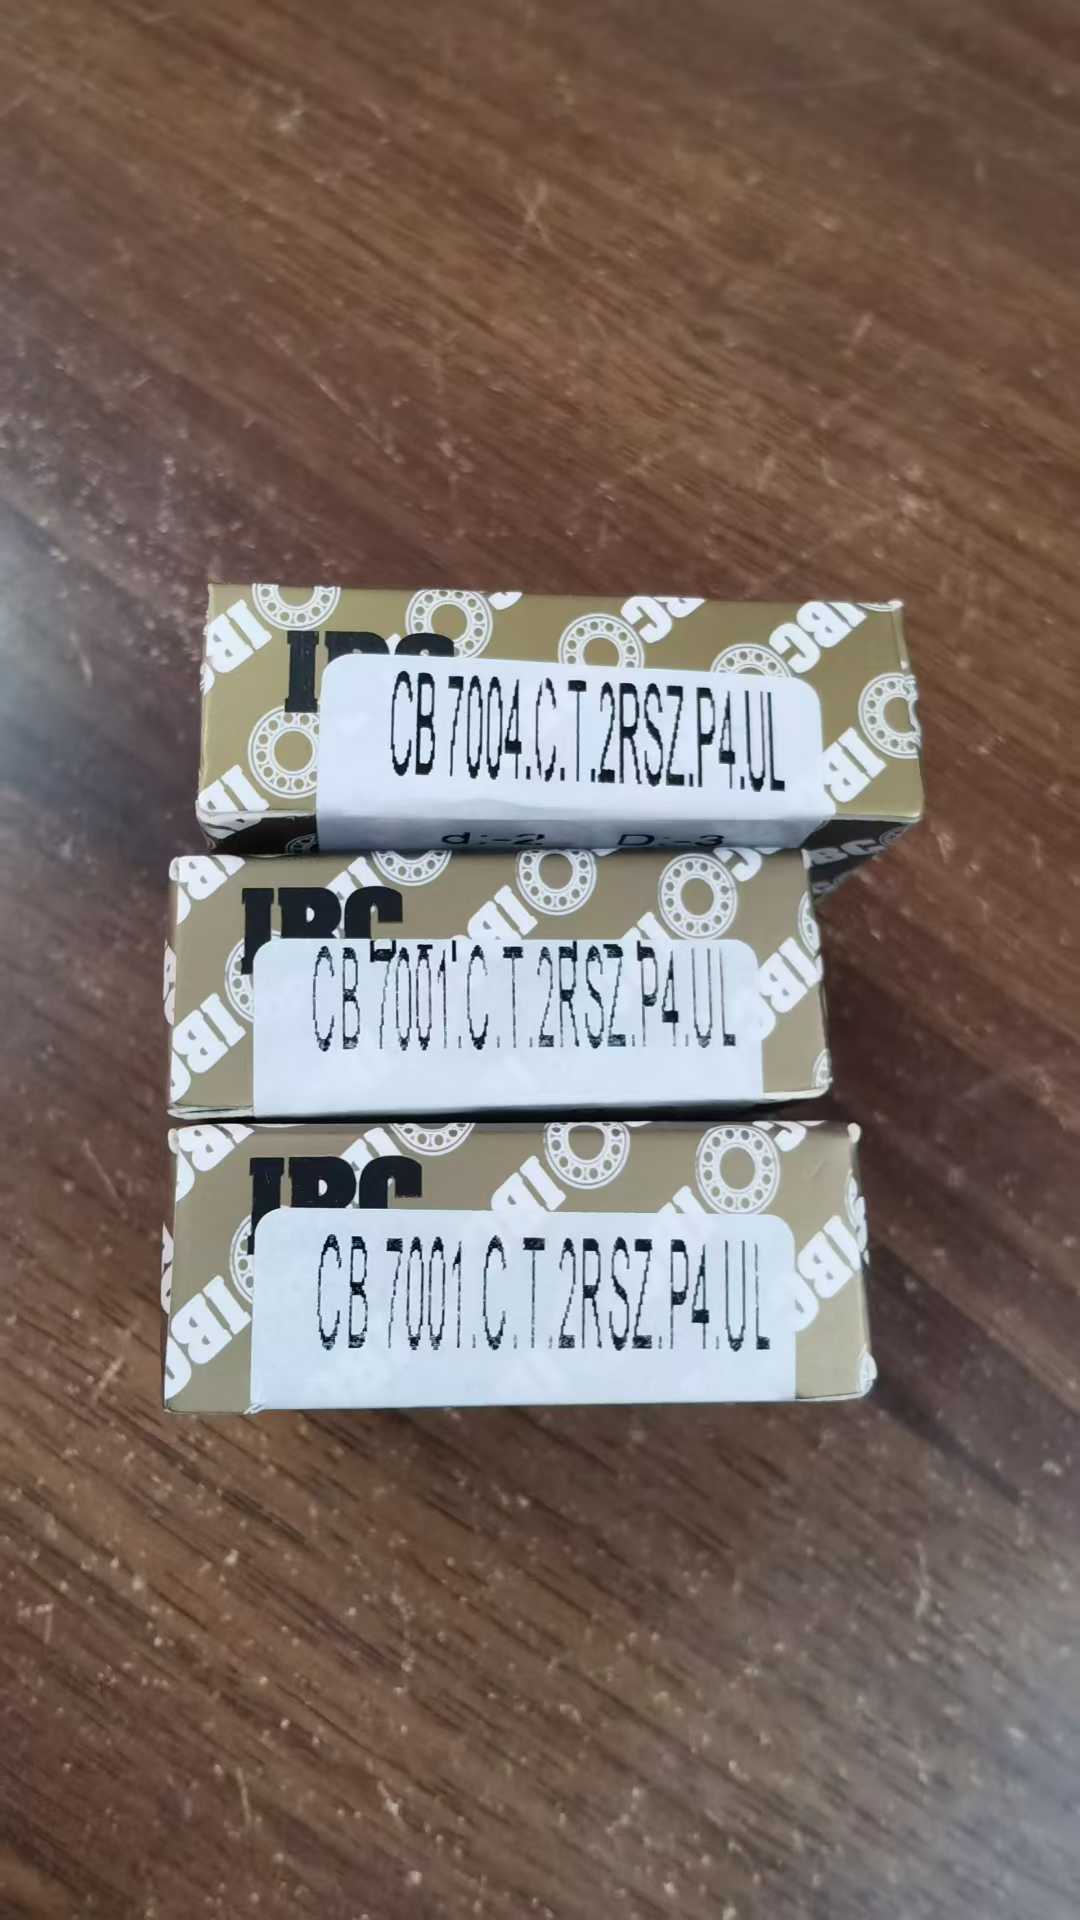 IBC
CB 7004.C.T.2RSZ.P4.UL
d:-2 D:-3
IBC
CB 7001.C.T.2RSZ.P4.UL
IBC
CB 7001.C.T.2RSZ.P4.UL